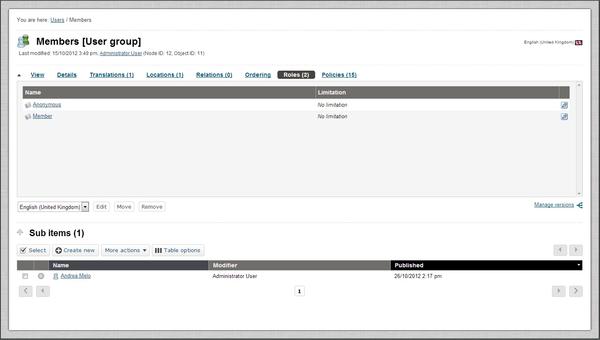 You are here: Users / Members
Members [User group]
English (United Kingdom)
Last modified: 15/10/2012 3:49 pm, Administrator User (Node ID: 12, Object ID: 11)
View Details Translations (1) Locations (1) Relations (0) Ordering Roles (2) Policies (15)
Name Limitation
Anonymous No limitation
Member No limitation
English (United Kingdom) Edit Move Remove Manage versions
Sub items (1)
Select Create new More actions Table options
Name Modifier Published
Andrea Melo Administrator User 26/10/2012 2:17 pm
1